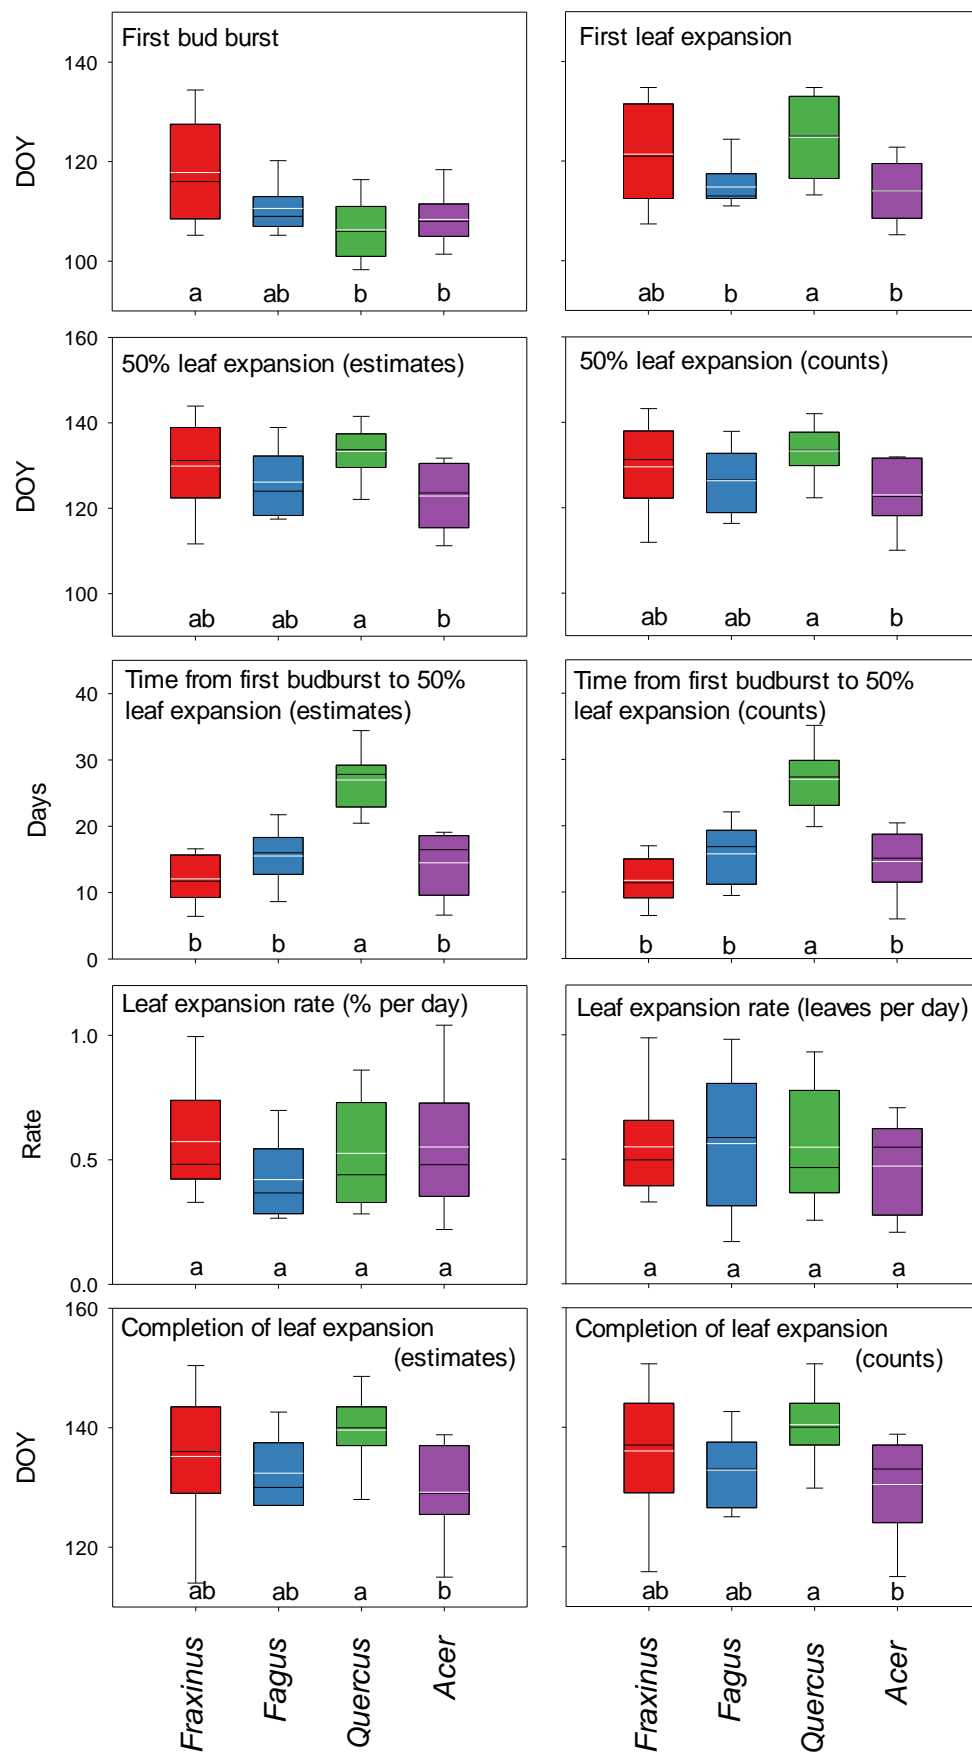 First bud burst
First leaf expansion
140
120
100
DOY
a ab b b
ab b a b
160
50% leaf expansion (estimates)
50% leaf expansion (counts)
140
120
100
DOY
ab ab a b
ab ab a b
Time from first budburst to 50%
leaf expansion (estimates)
Time from first budburst to 50%
leaf expansion (counts)
40
30
20
10
0
Days
b b a b
b b a b
Leaf expansion rate (% per day)
Leaf expansion rate (leaves per day)
1.0
0.5
0.0
Rate
a a a a
a a a a
160
Completion of leaf expansion
(estimates)
Completion of leaf expansion
(counts)
140
120
DOY
ab ab a b
ab ab a b
Fraxinus
Fagus
Quercus
Acer
Fraxinus
Fagus
Quercus
Acer